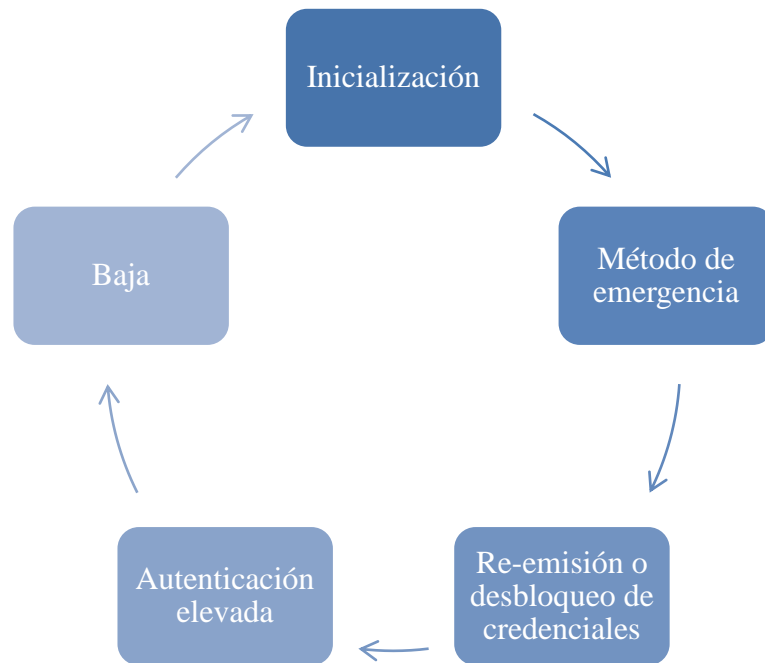 Inicialización
Método de
emergencia
Re-emisión o
desbloqueo de
credenciales
Autenticación
elevada
Baja